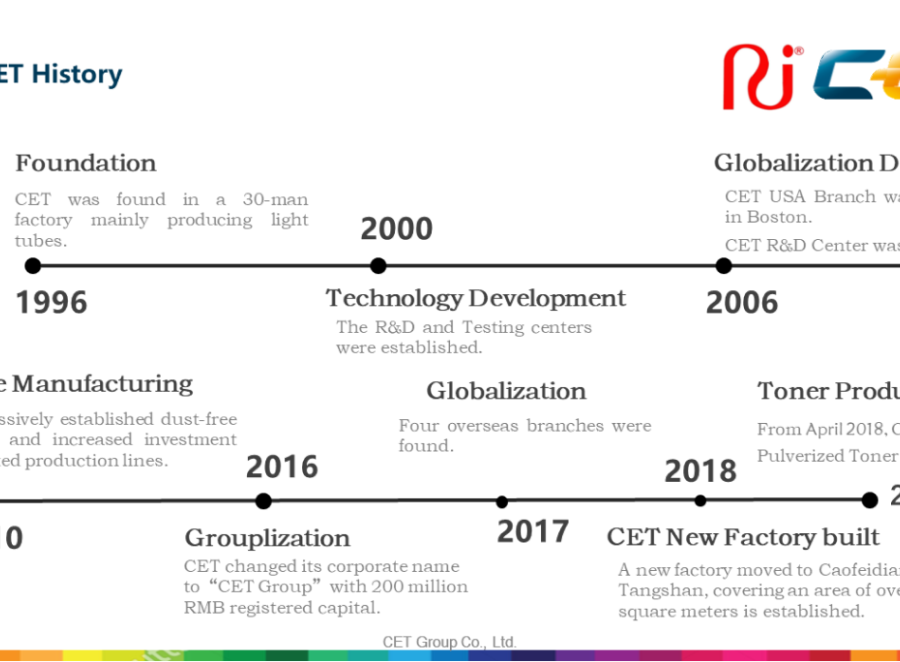 ET History
Foundation
CET was found in a 30-man
factory mainly producing light
tubes.
1996
2000
Technology Development
The R&D and Testing centers
were established.
Globalization D
CET USA Branch wa
in Boston.
CET R&D Center was
2006
e Manufacturing
ssively established dust-free
and increased investment
ed production lines.
10
2016
Grouplization
CET changed its corporate name
to “CET Group” with 200 million
RMB registered capital.
Globalization
Four overseas branches were
found.
2017
2018
CET New Factory built
A new factory moved to Caofeidian
Tangshan, covering an area of ove
square meters is established.
Toner Produ
From April 2018, C
Pulverized Toner
2
CET Group Co., Ltd.